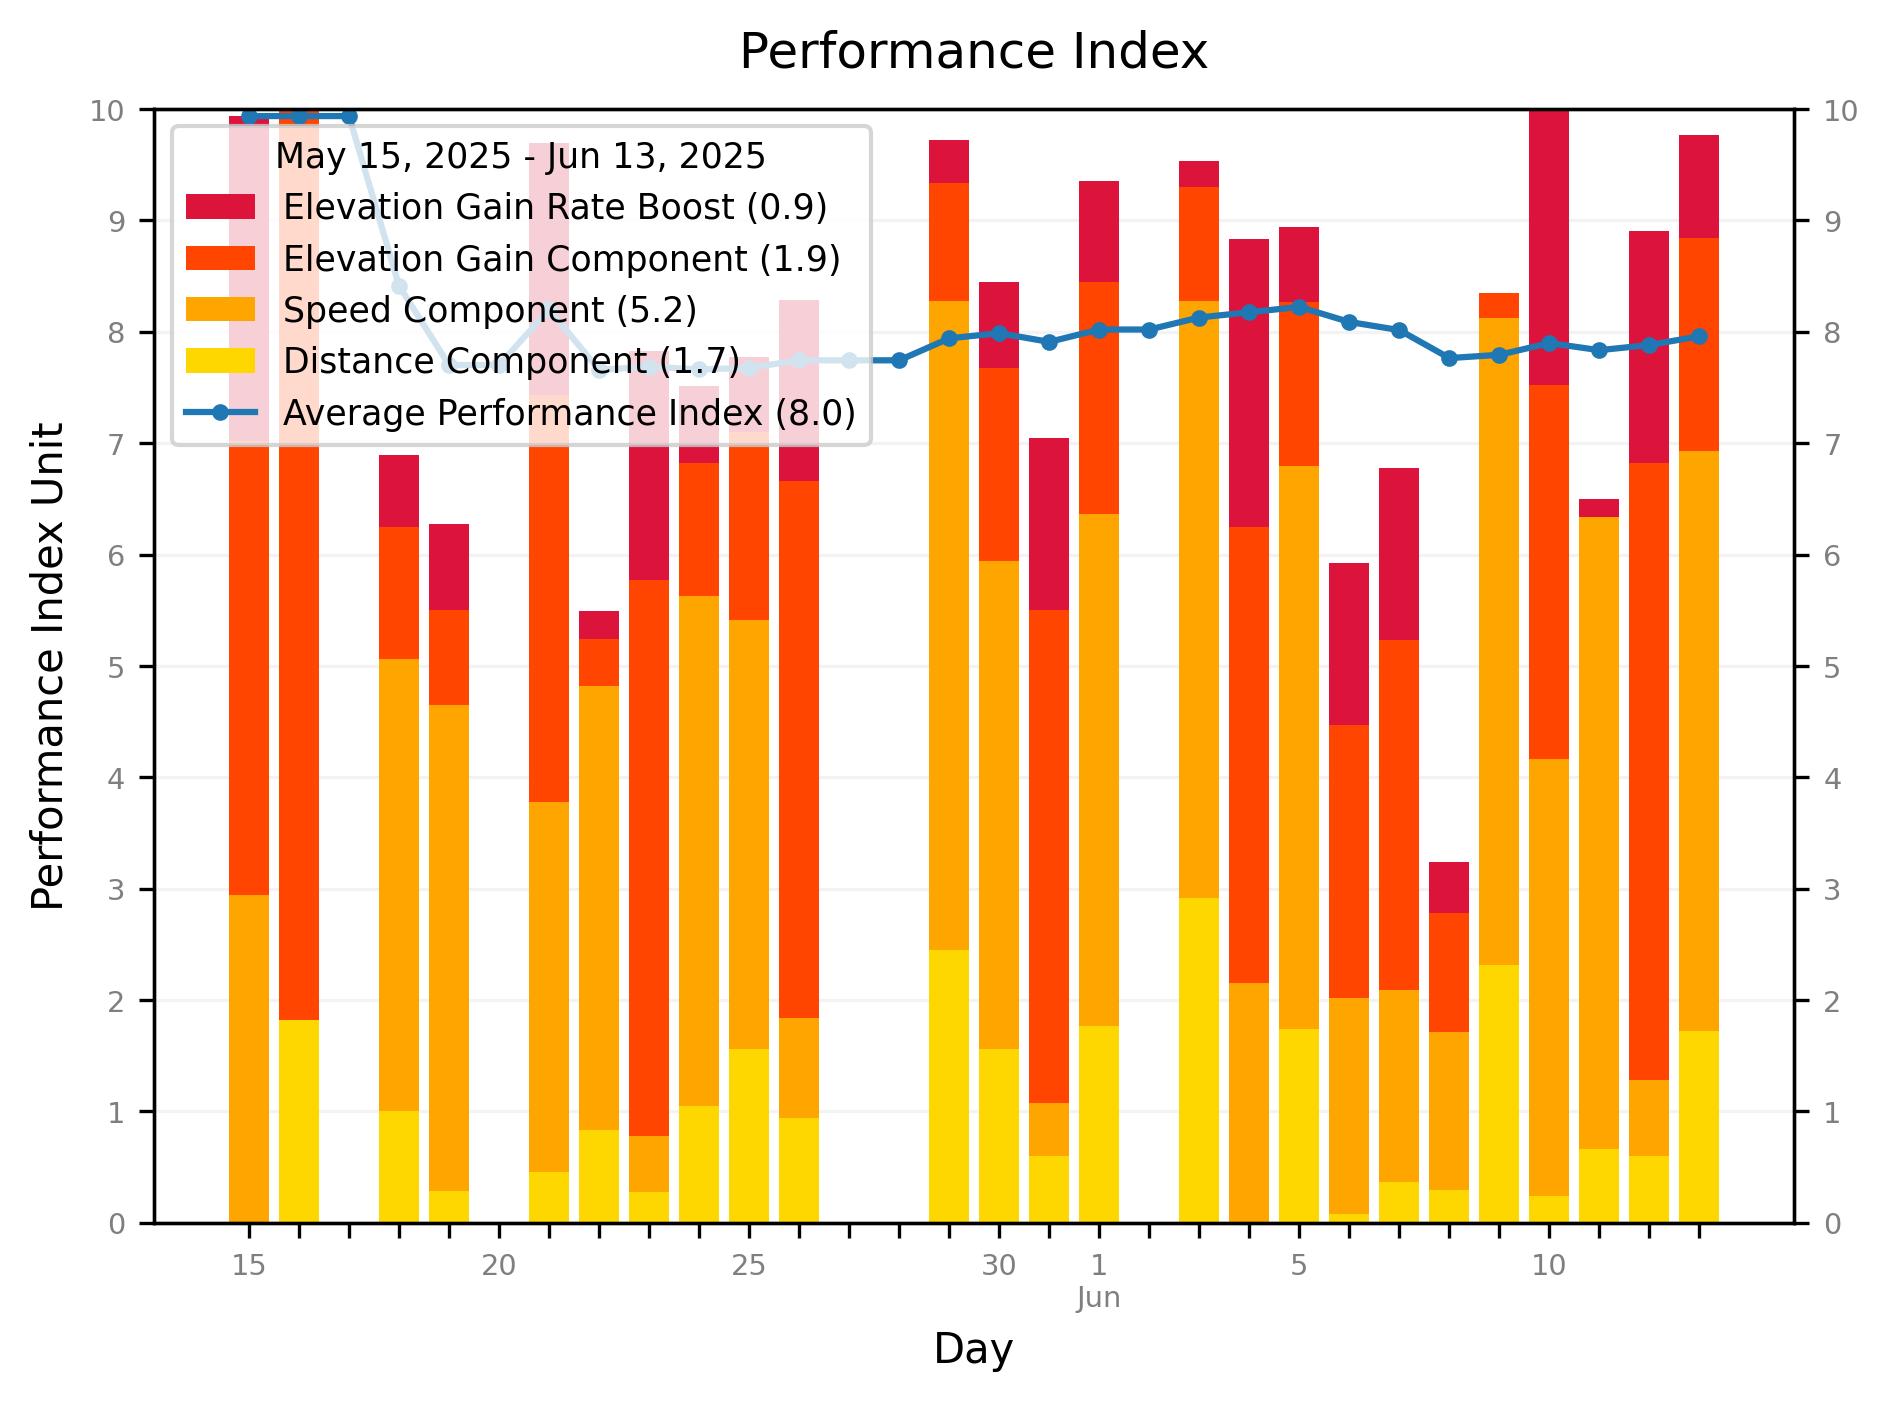 Performance Index
May 15, 2025 - Jun 13, 2025
Elevation Gain Rate Boost (0.9)
Elevation Gain Component (1.9)
Speed Component (5.2)
Distance Component (1.7)
Average Performance Index (8.0)
Performance Index Unit
10
9
8
7
6
5
4
3
2
1
0
10
9
8
7
6
5
4
3
2
1
0
15 20 25 30 1 5 10
Jun
Day